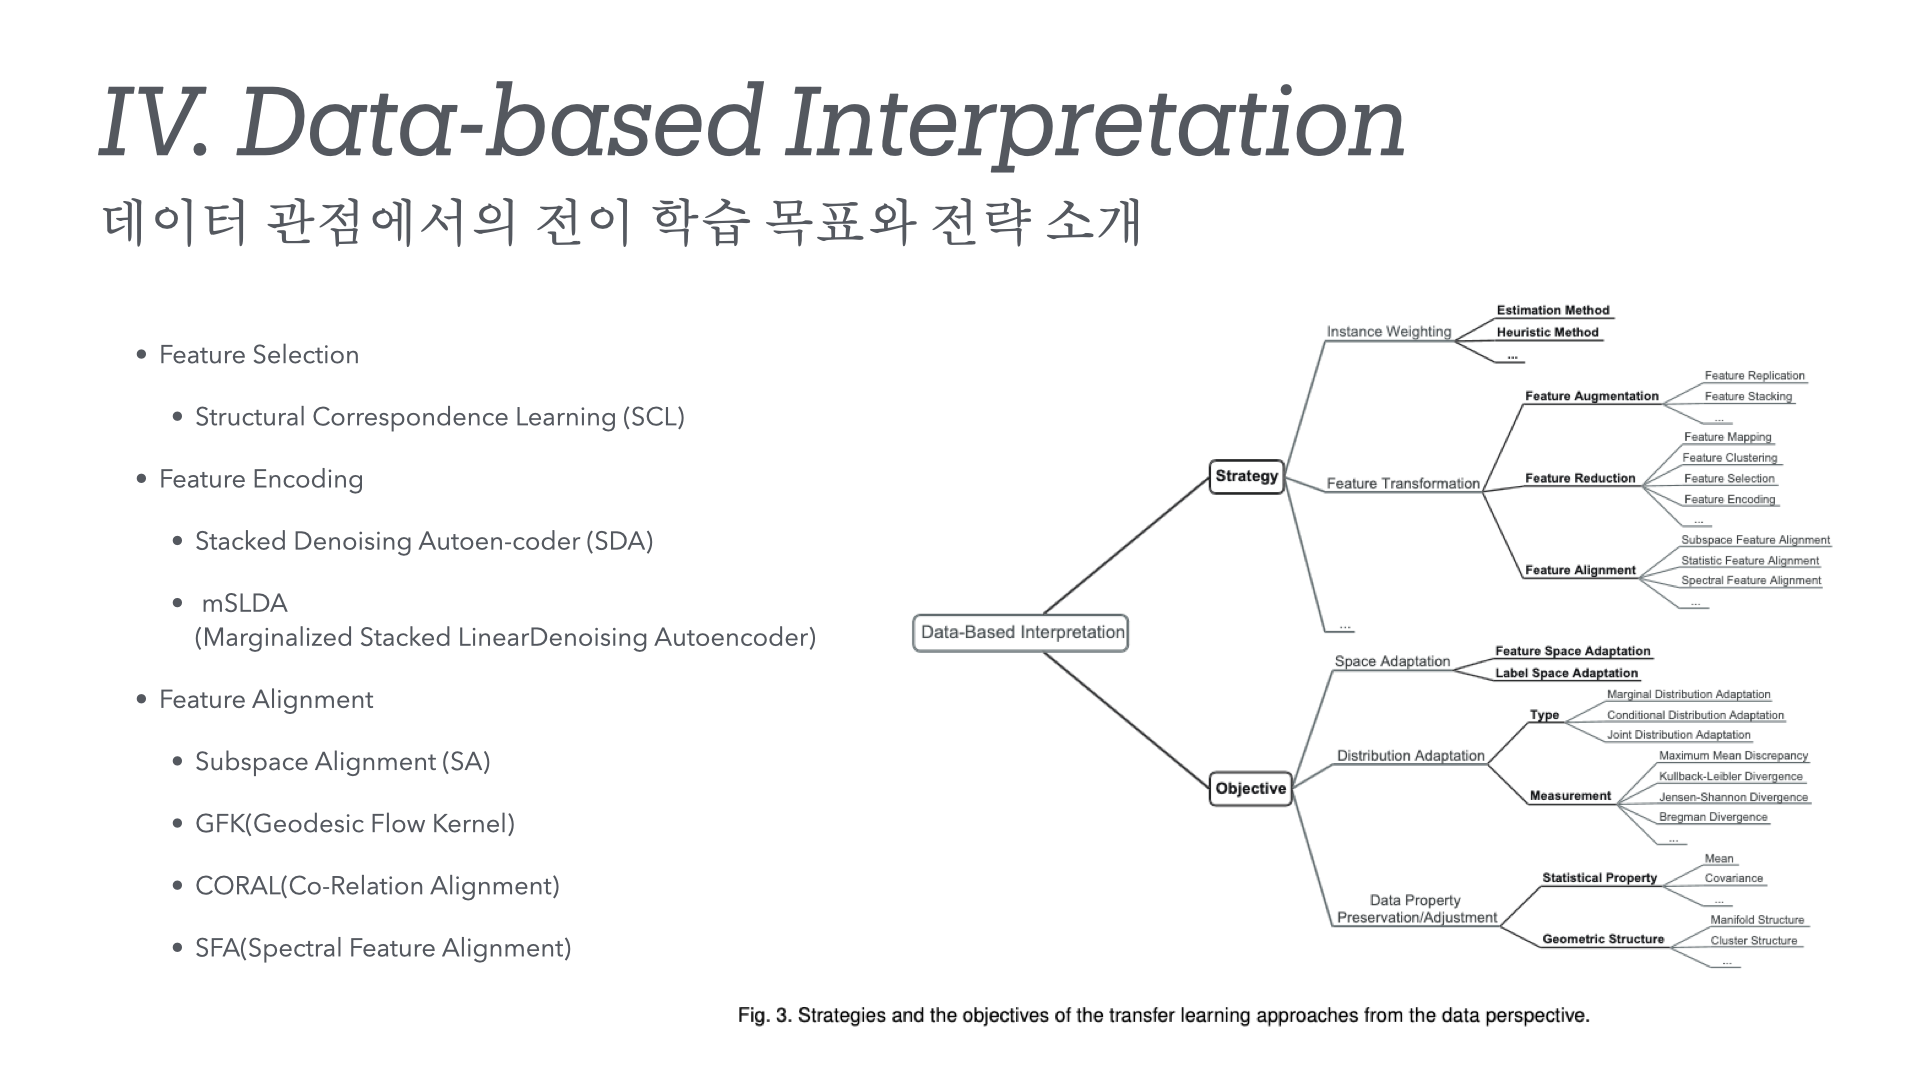 IV. Data-based Interpretation
데이터 관점에서의 전이 학습 목표와 전략 소개
• Feature Selection
• Structural Correspondence Learning (SCL)
• Feature Encoding
• Stacked Denoising Autoen-coder (SDA)
• mSLDA
(Marginalized Stacked LinearDenoising Autoencoder)
• Feature Alignment
• Subspace Alignment (SA)
• GFK(Geodesic Flow Kernel)
• CORAL(Co-Relation Alignment)
• SFA(Spectral Feature Alignment)
Data-Based Interpretation
Strategy
Instance Weighting
Estimation Method
Heuristic Method
...
Feature Transformation
Feature Augmentation
Feature Replication
Feature Stacking
...
Feature Reduction
Feature Mapping
Feature Clustering
Feature Selection
Feature Encoding
...
Feature Alignment
Subspace Feature Alignment
Statistic Feature Alignment
Spectral Feature Alignment
...
...
Objective
Space Adaptation
Feature Space Adaptation
Label Space Adaptation
Distribution Adaptation
Type
Marginal Distribution Adaptation
Conditional Distribution Adaptation
Joint Distribution Adaptation
Measurement
Maximum Mean Discrepancy
Kullback-Leibler Divergence
Jensen-Shannon Divergence
Bregman Divergence
...
Data Property
Preservation/Adjustment
Statistical Property
Mean
Covariance
...
Geometric Structure
Manifold Structure
Cluster Structure
...
Fig. 3. Strategies and the objectives of the transfer learning approaches from the data perspective.